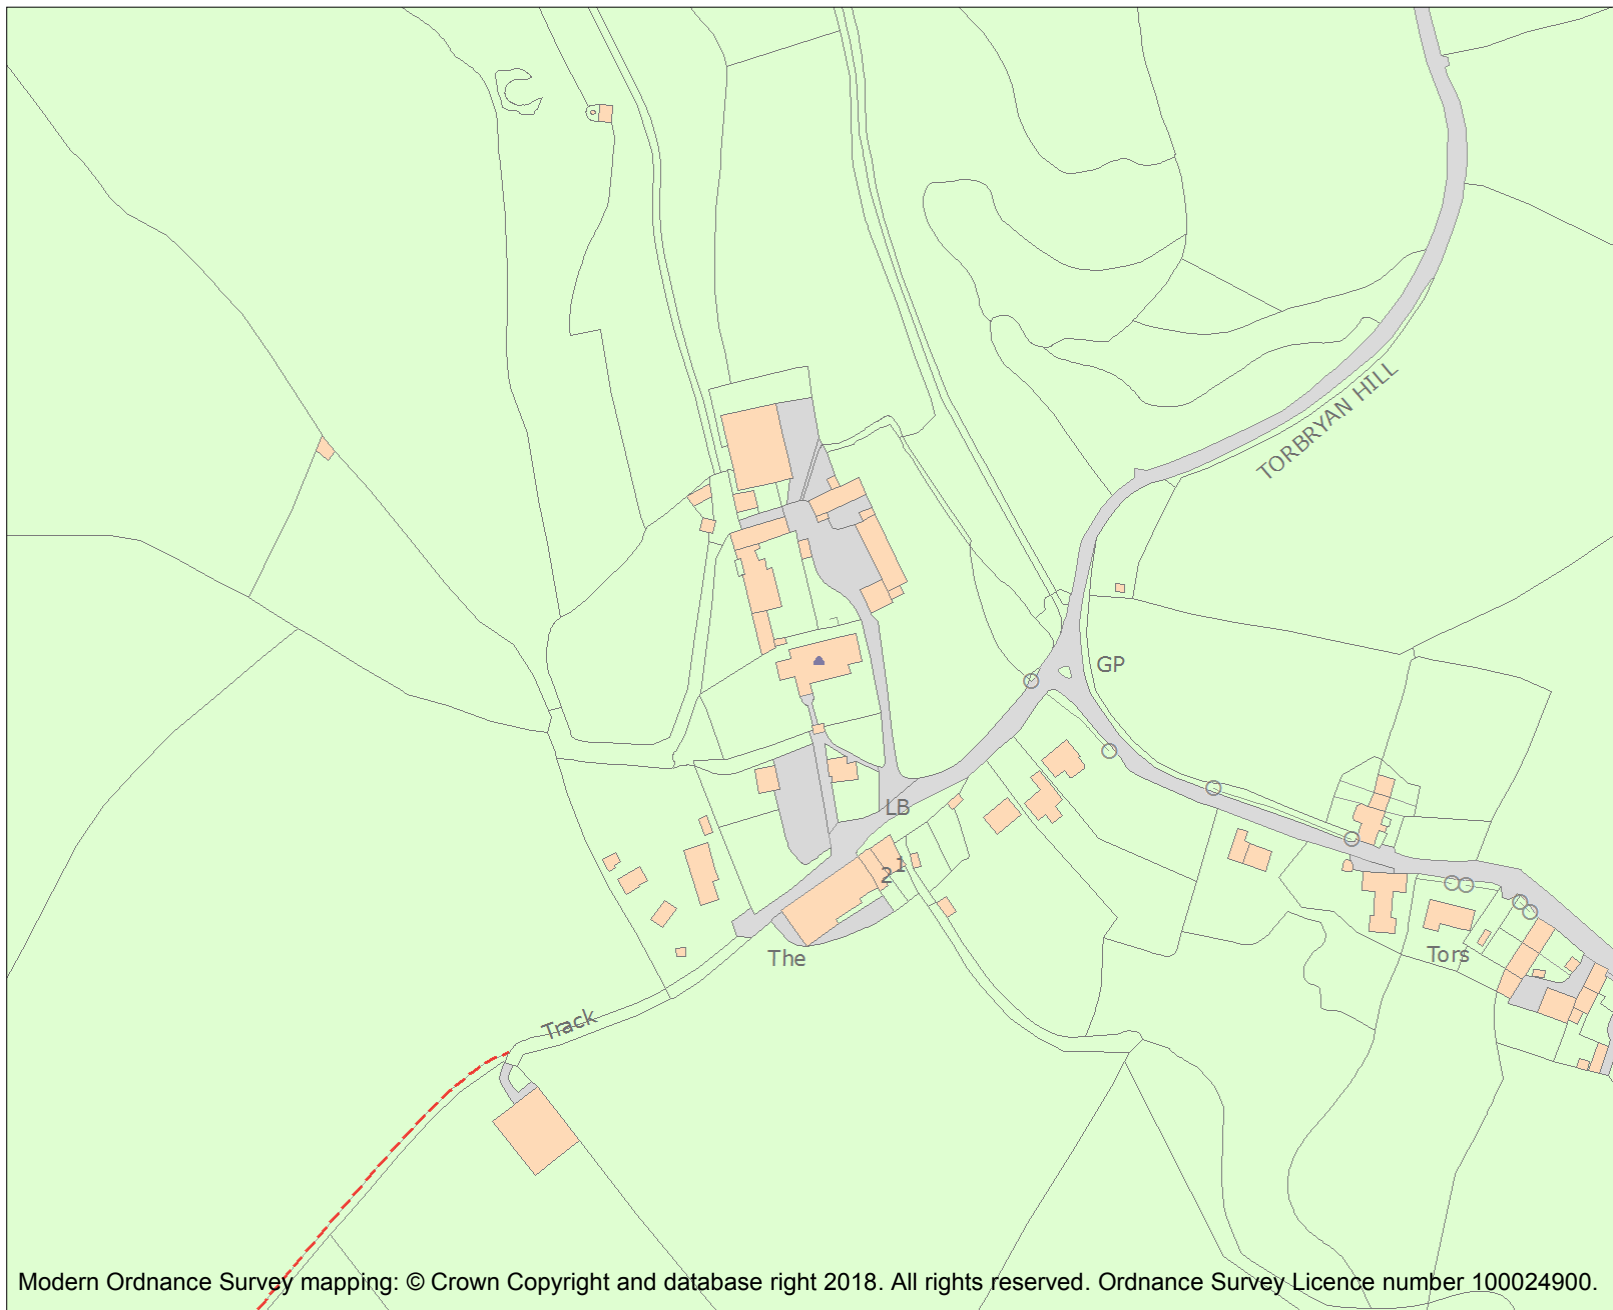 TORBRYAN HILL
GP
LB
1
2
The
Tors
Track
Modern Ordnance Survey mapping: © Crown Copyright and database right 2018. All rights reserved. Ordnance Survey Licence number 100024900.